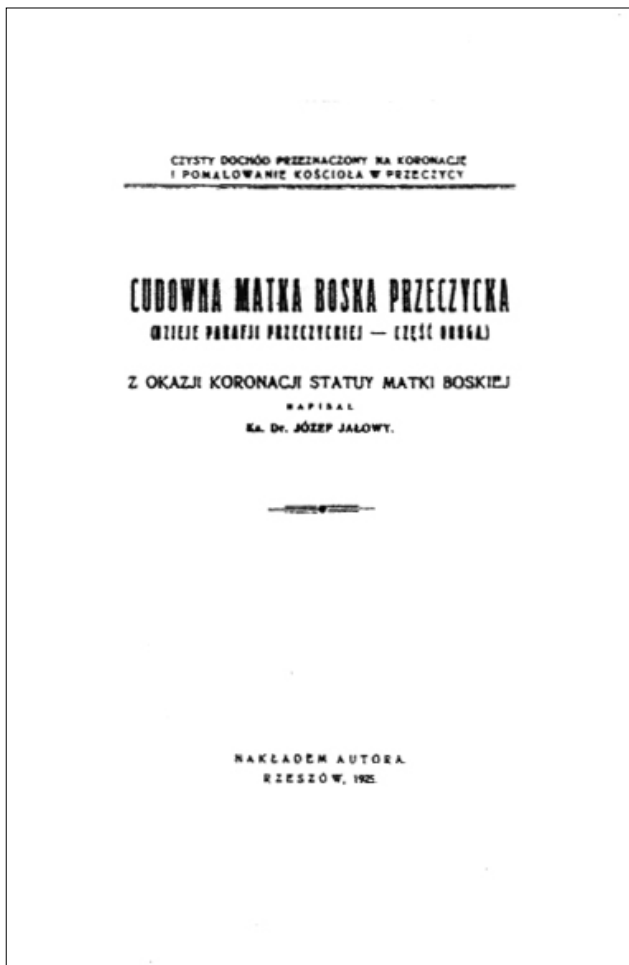 CZYSTY DOCHÓD PRZEZNACZONY NA KORONACJĘ
I POMALOWANIE KOŚCIOŁA W PRZECZYCY
CUDOWNA MATKA BOSKA PRZECZYCKA
(DZIEJE PARAFJI PRZECZYCKIEJ — CZĘŚĆ DRUGA)
Z OKAZJI KORONACJI STATUY MATKI BOSKIEJ
NAPISAŁ
Ks. Dr. JÓZEF JAŁOWY.
NAKŁADEM AUTORA
RZESZÓW, 1925.